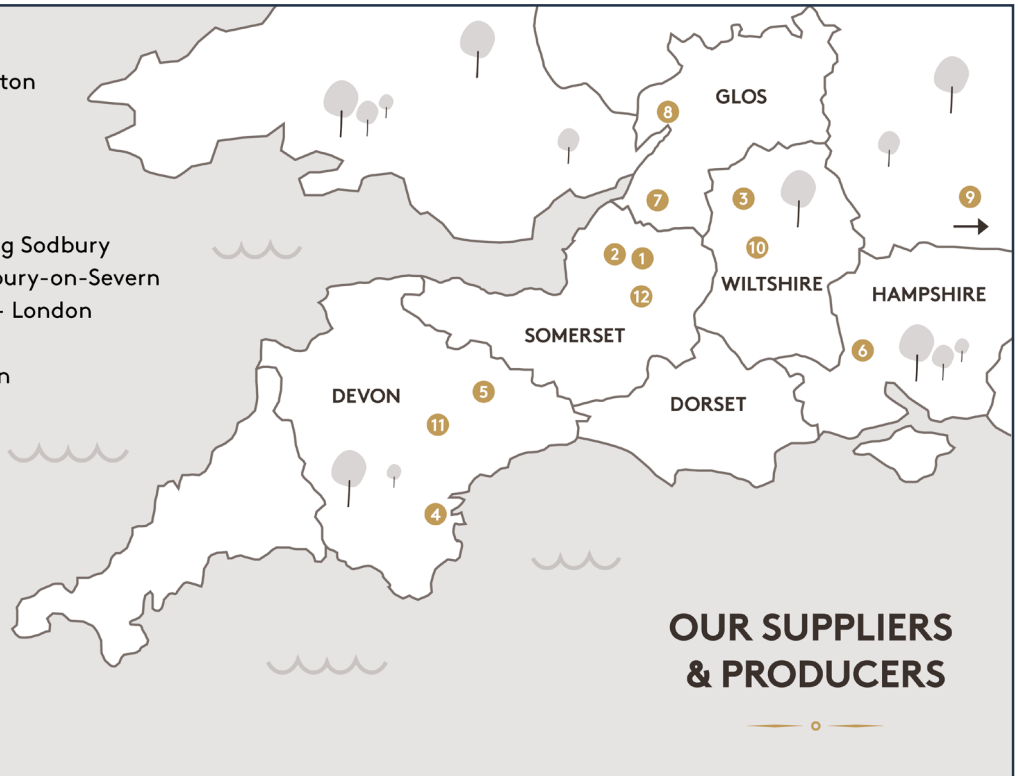 ton
g Sodbury
bury-on-Severn
- London
n
GLOS
8
7
3
9
10
2
1
WILTSHIRE
12
HAMPSHIRE
SOMERSET
6
DEVON
5
DORSET
11
4
OUR SUPPLIERS
& PRODUCERS